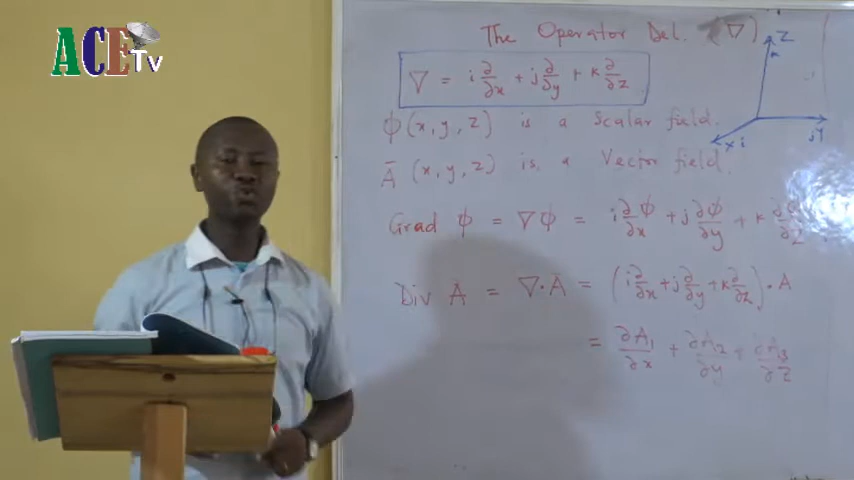 ACE TV
The Operator Del. (∇)
∇ = i ∂/∂x + j ∂/∂y + k ∂/∂z
z
k
x i
j y
φ(x, y, z) is a Scalar field.
Ā (x, y, z) is a Vector field.
Grad φ = ∇φ = i ∂φ/∂x + j ∂φ/∂y + k ∂φ/∂z
Div A = ∇·A = (i ∂/∂x + j ∂/∂y + k ∂/∂z)·A
= ∂A₁/∂x + ∂A₂/∂y + ∂A₃/∂z